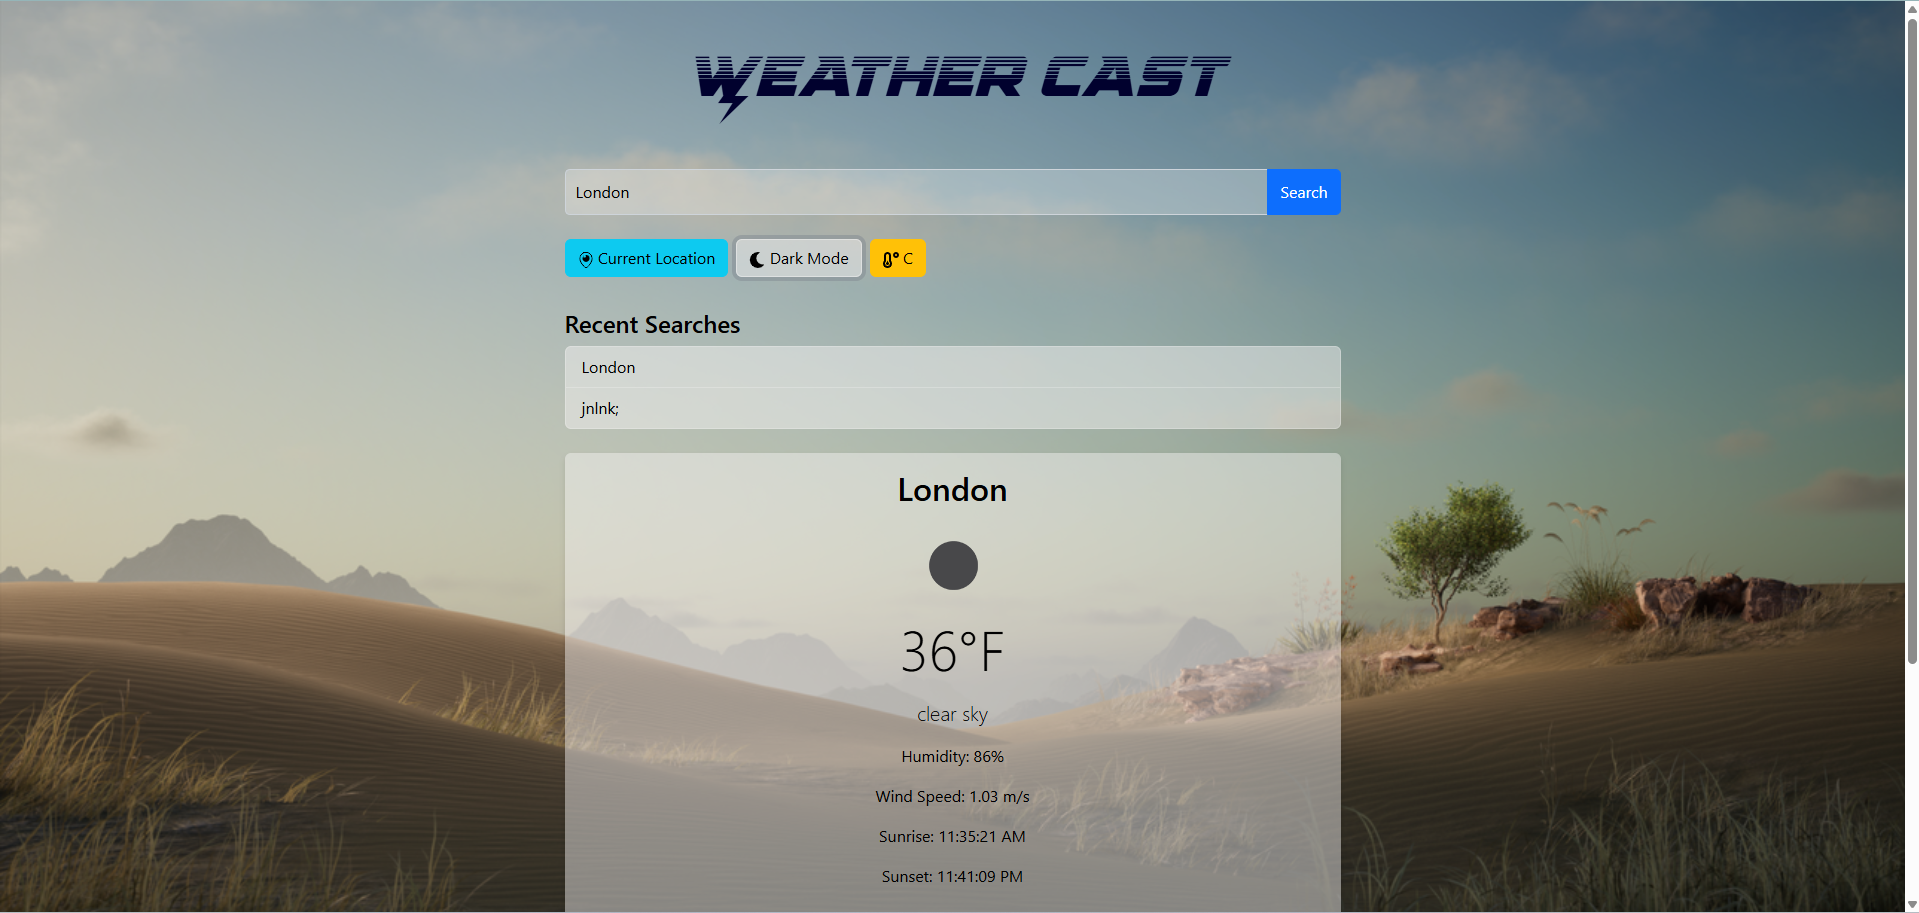 WEATHER CAST
London
Search
Current Location
Dark Mode
C
Recent Searches
London
jnlnk;
London
36°F
clear sky
Humidity: 86%
Wind Speed: 1.03 m/s
Sunrise: 11:35:21 AM
Sunset: 11:41:09 PM